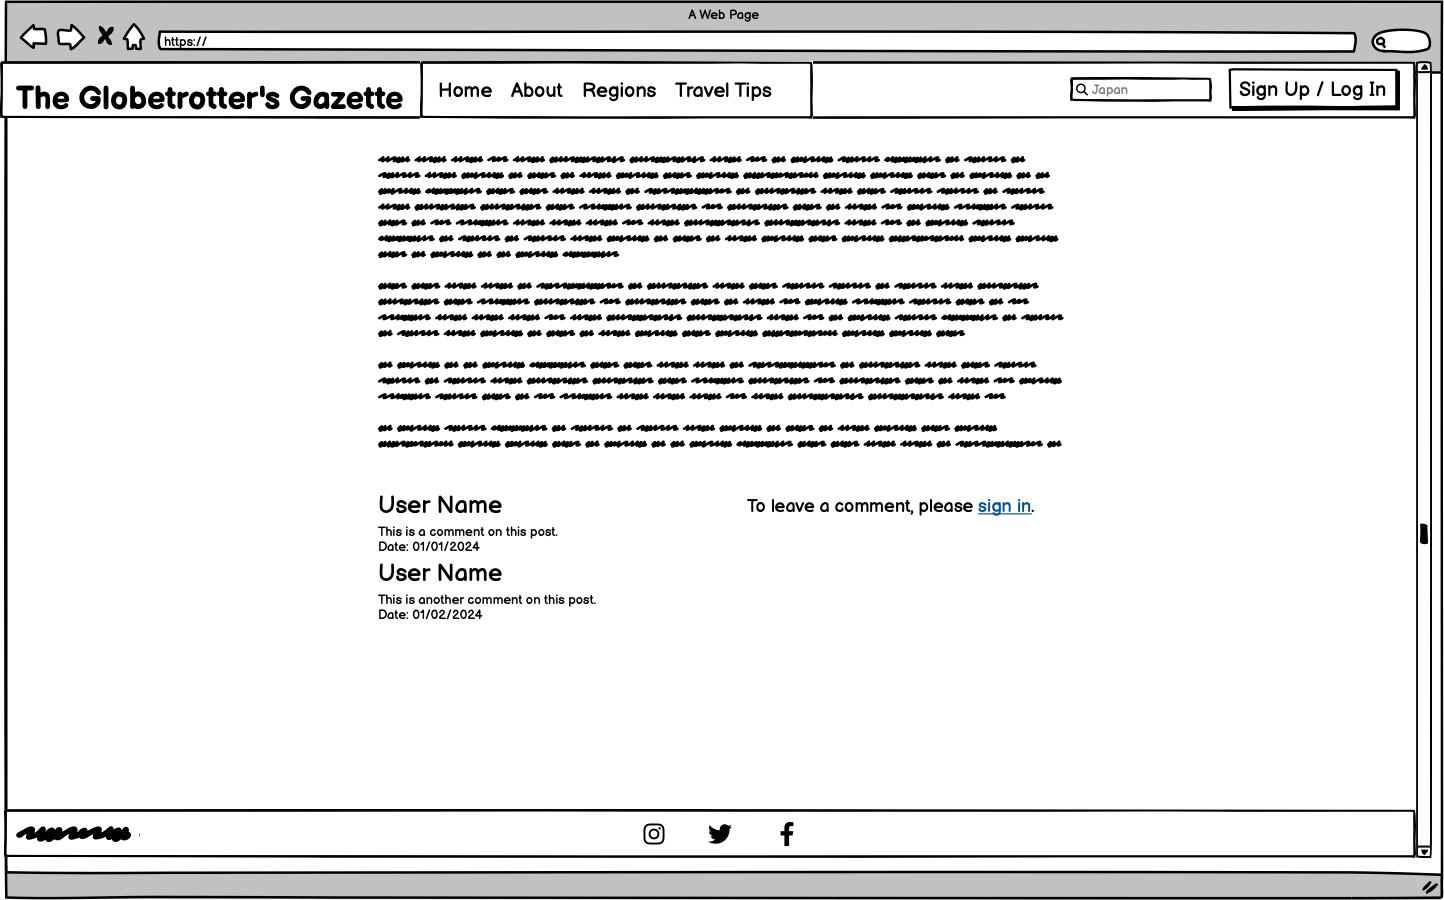 A Web Page
https://
The Globetrotter's Gazette
Home About Regions Travel Tips
Japan
Sign Up / Log In
User Name
This is a comment on this post.
Date: 01/01/2024
User Name
This is another comment on this post.
Date: 01/02/2024
To leave a comment, please sign in.